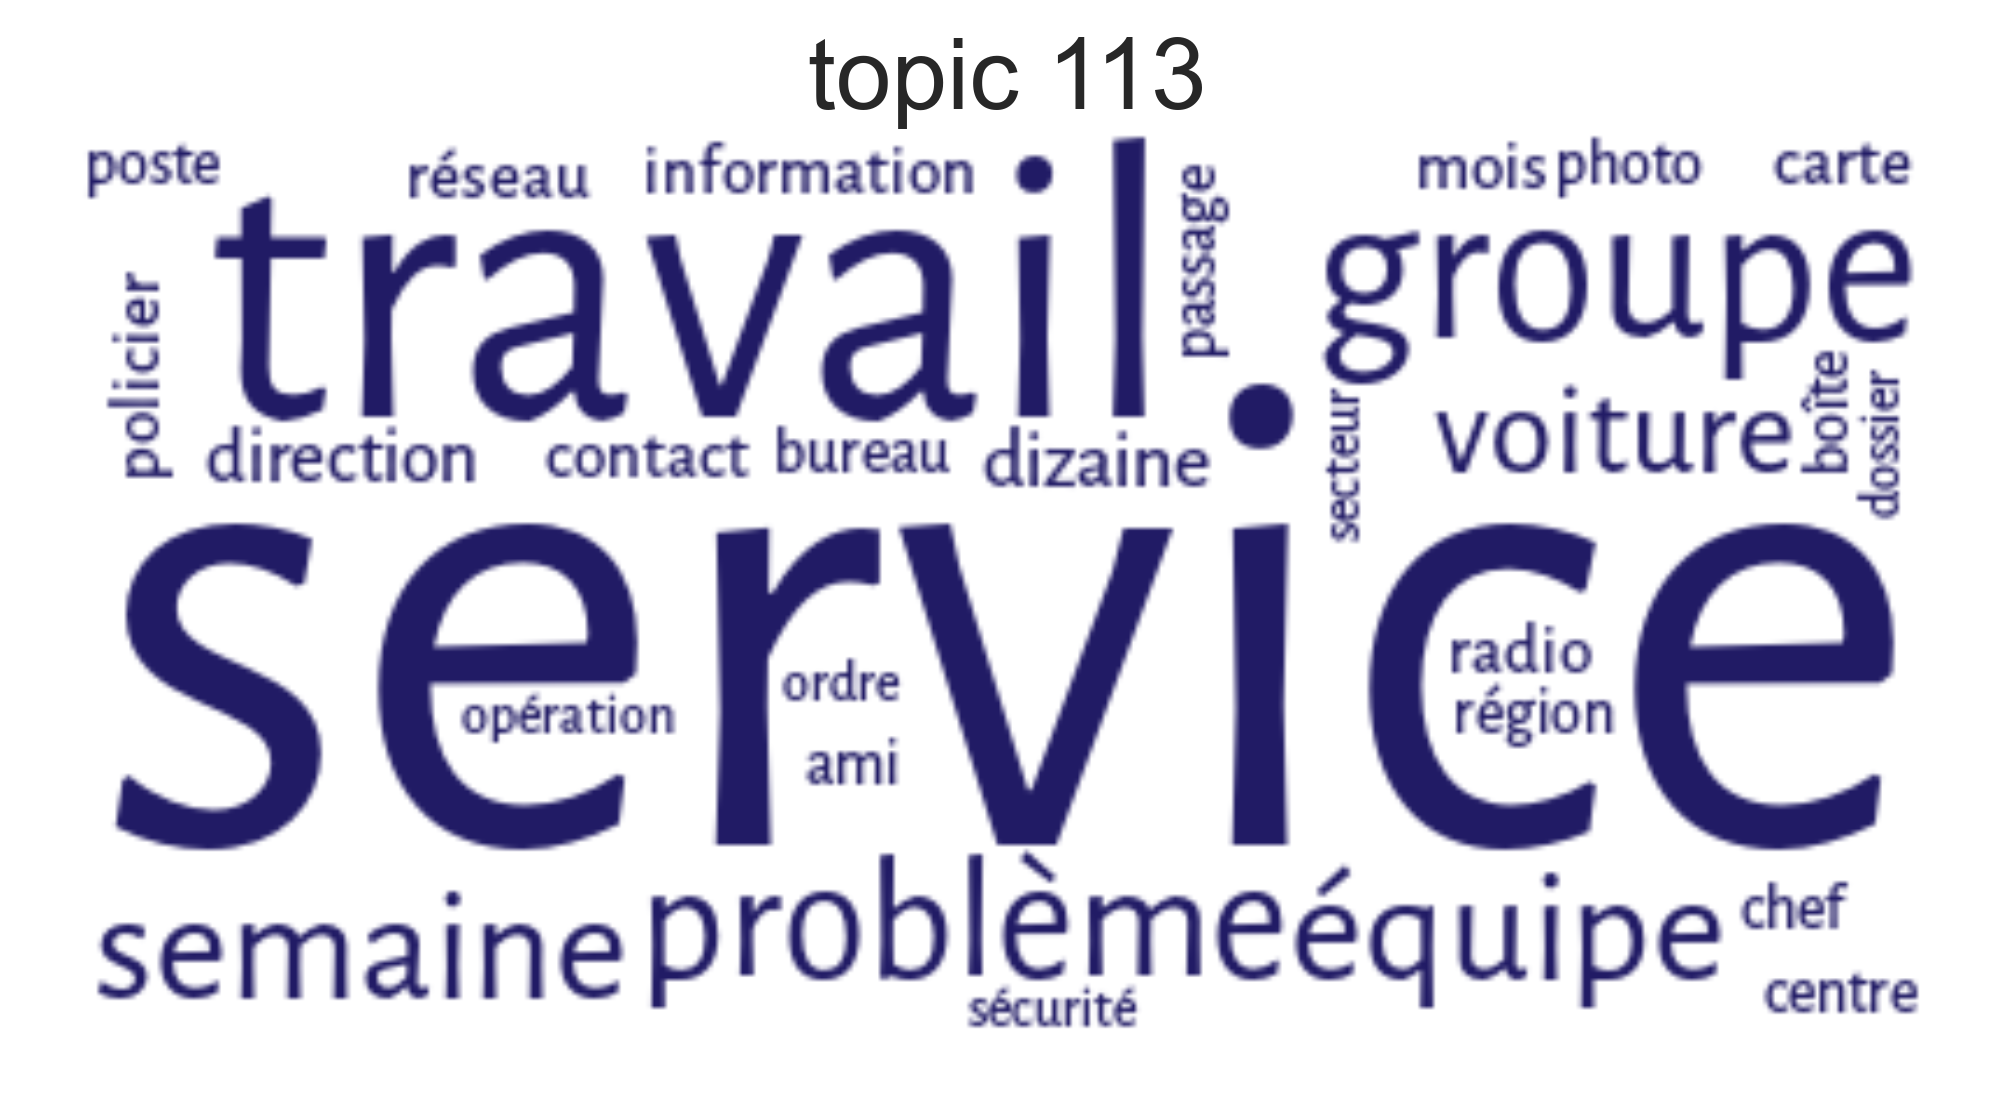 topic 113
poste
réseau
information
mois
photo
carte
travail
passage
groupe
policier
direction
contact
bureau
dizaine
secteur
voiture
boîte
dossier
service
opération
ordre
ami
radio
région
semaine
problème
équipe
chef
sécurité
centre